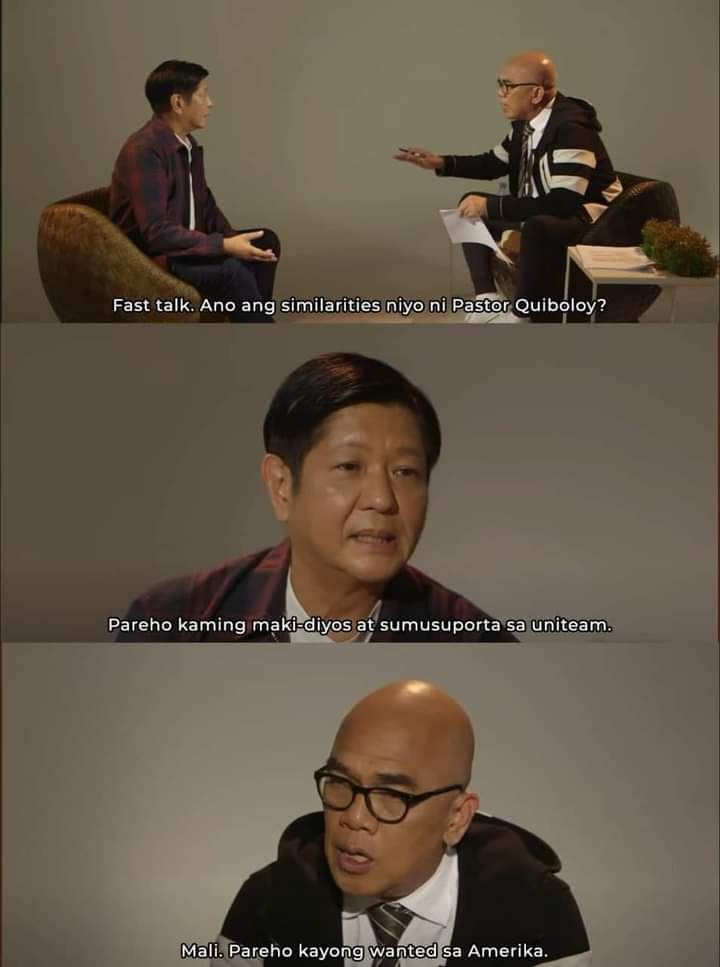 Fast talk. Ano ang similarities niyo ni Pastor Quiboloy?
Pareho kaming maki-diyos at sumusuporta sa uniteam.
Mali. Pareho kayong wanted sa Amerika.